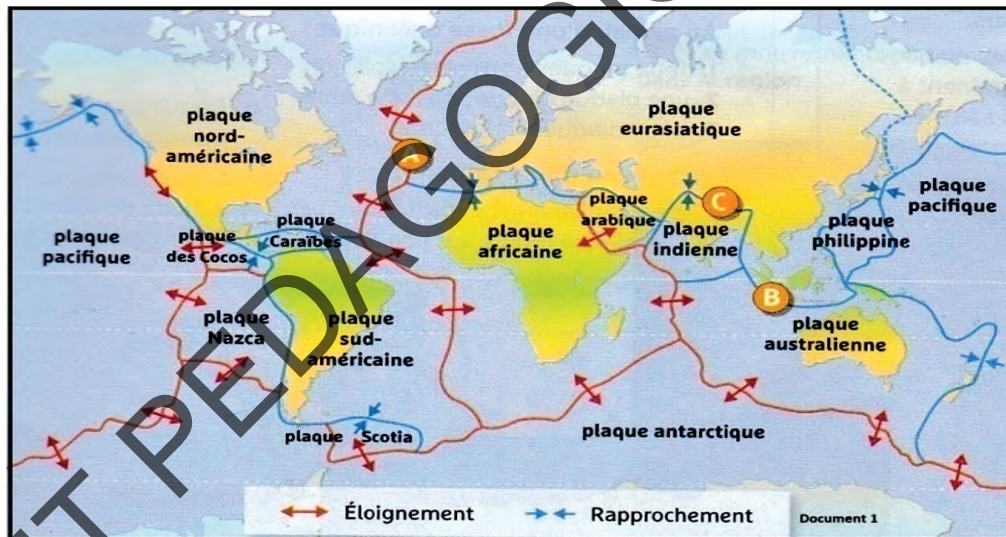 plaque
nord-
américaine
plaque
eurasiatique
A
plaque
pacifique
plaque
des Cocos
plaque
Caraïbes
plaque
africaine
plaque
arabique
C
plaque
indienne
plaque
philippine
plaque
pacifique
B
plaque
Nazca
plaque
sud-
américaine
plaque
australienne
plaque Scotia
plaque antarctique
Éloignement
Rapprochement
Document 1
T PEDAGOGI